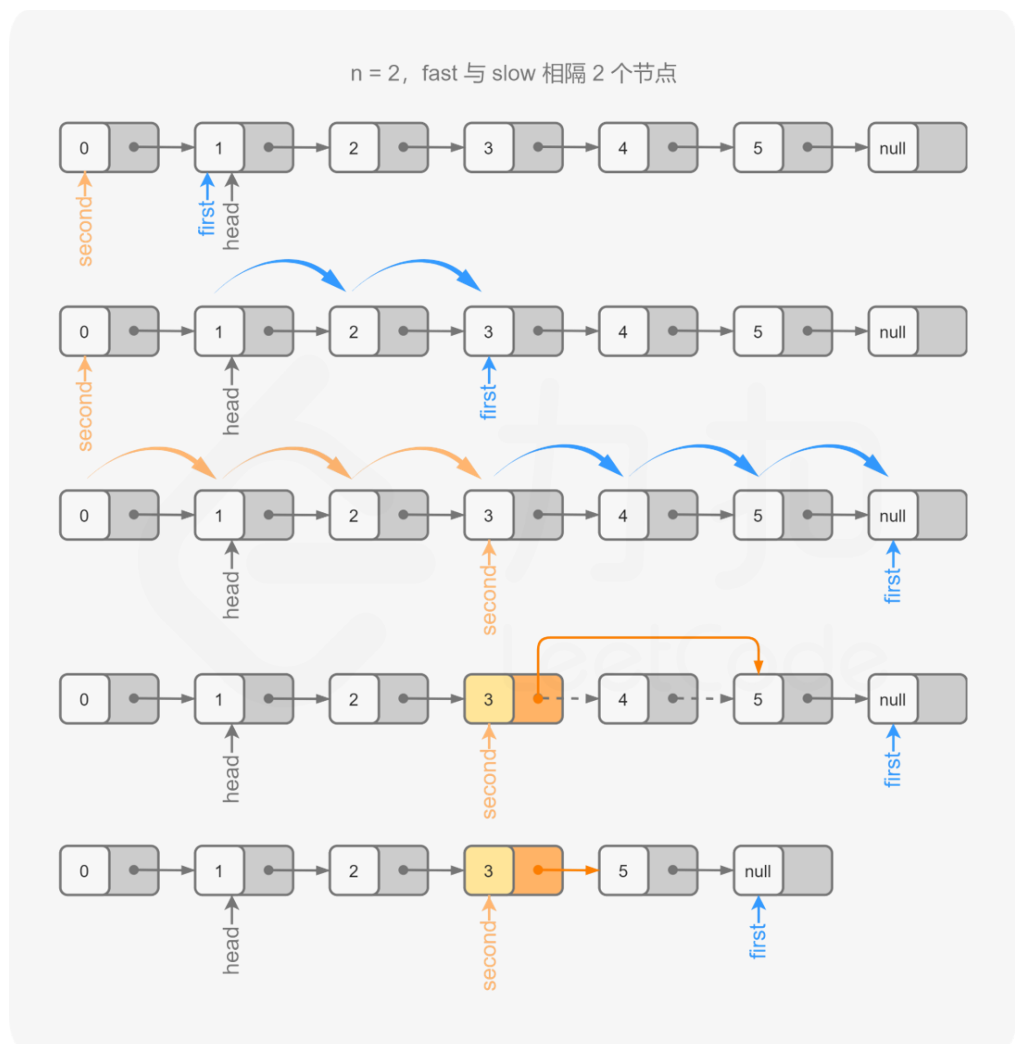 n = 2，fast 与 slow 相隔 2 个节点
0 1 2 3 4 5 null
second first head
0 1 2 3 4 5 null
second head first
0 1 2 3 4 5 null
head second first
力扣
LeetCode
0 1 2 3 4 5 null
head second first
0 1 2 3 5 null
head second first